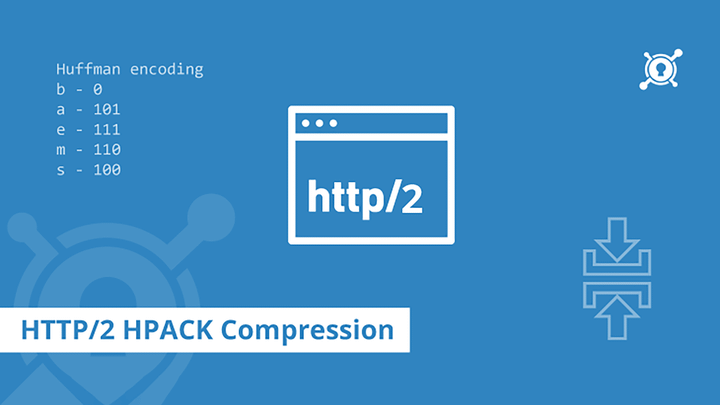 Huffman encoding
b - 0
a - 101
e - 111
m - 110
s - 100
http/2
HTTP/2 HPACK Compression